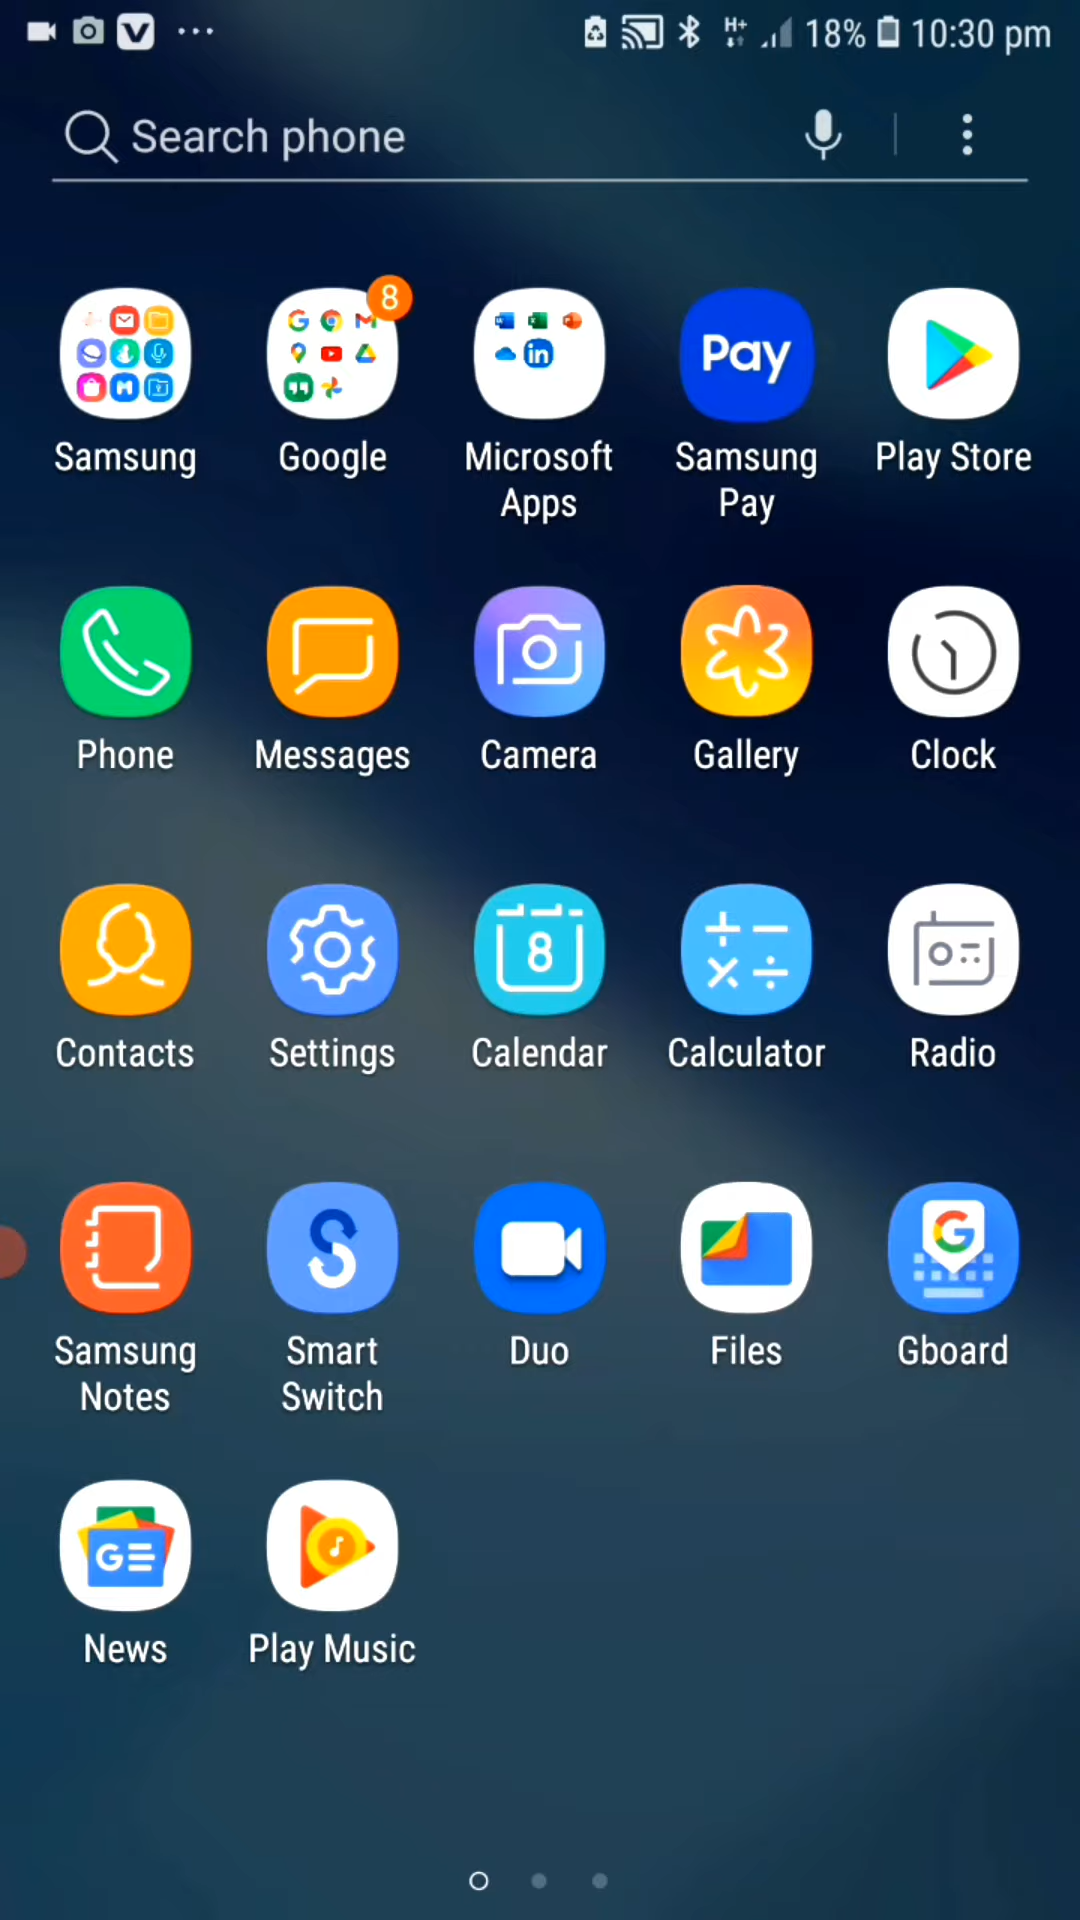 H+ 18% 10:30 pm
Search phone
8
Pay
Samsung Google Microsoft Apps Samsung Pay Play Store
Phone Messages Camera Gallery Clock
8
Contacts Settings Calendar Calculator Radio
Samsung Notes Smart Switch Duo Files Gboard
GE
News Play Music